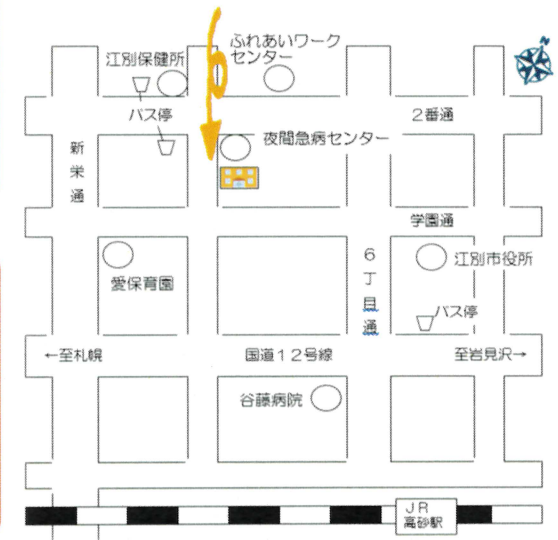 N
江別保健所
ふれあいワーク
センター
バス停
2番通
夜間急病センター
新栄通
学園通
6丁目通
江別市役所
愛保育園
バス停
←至札幌
国道12号線
至岩見沢→
谷藤病院
JR
高砂駅